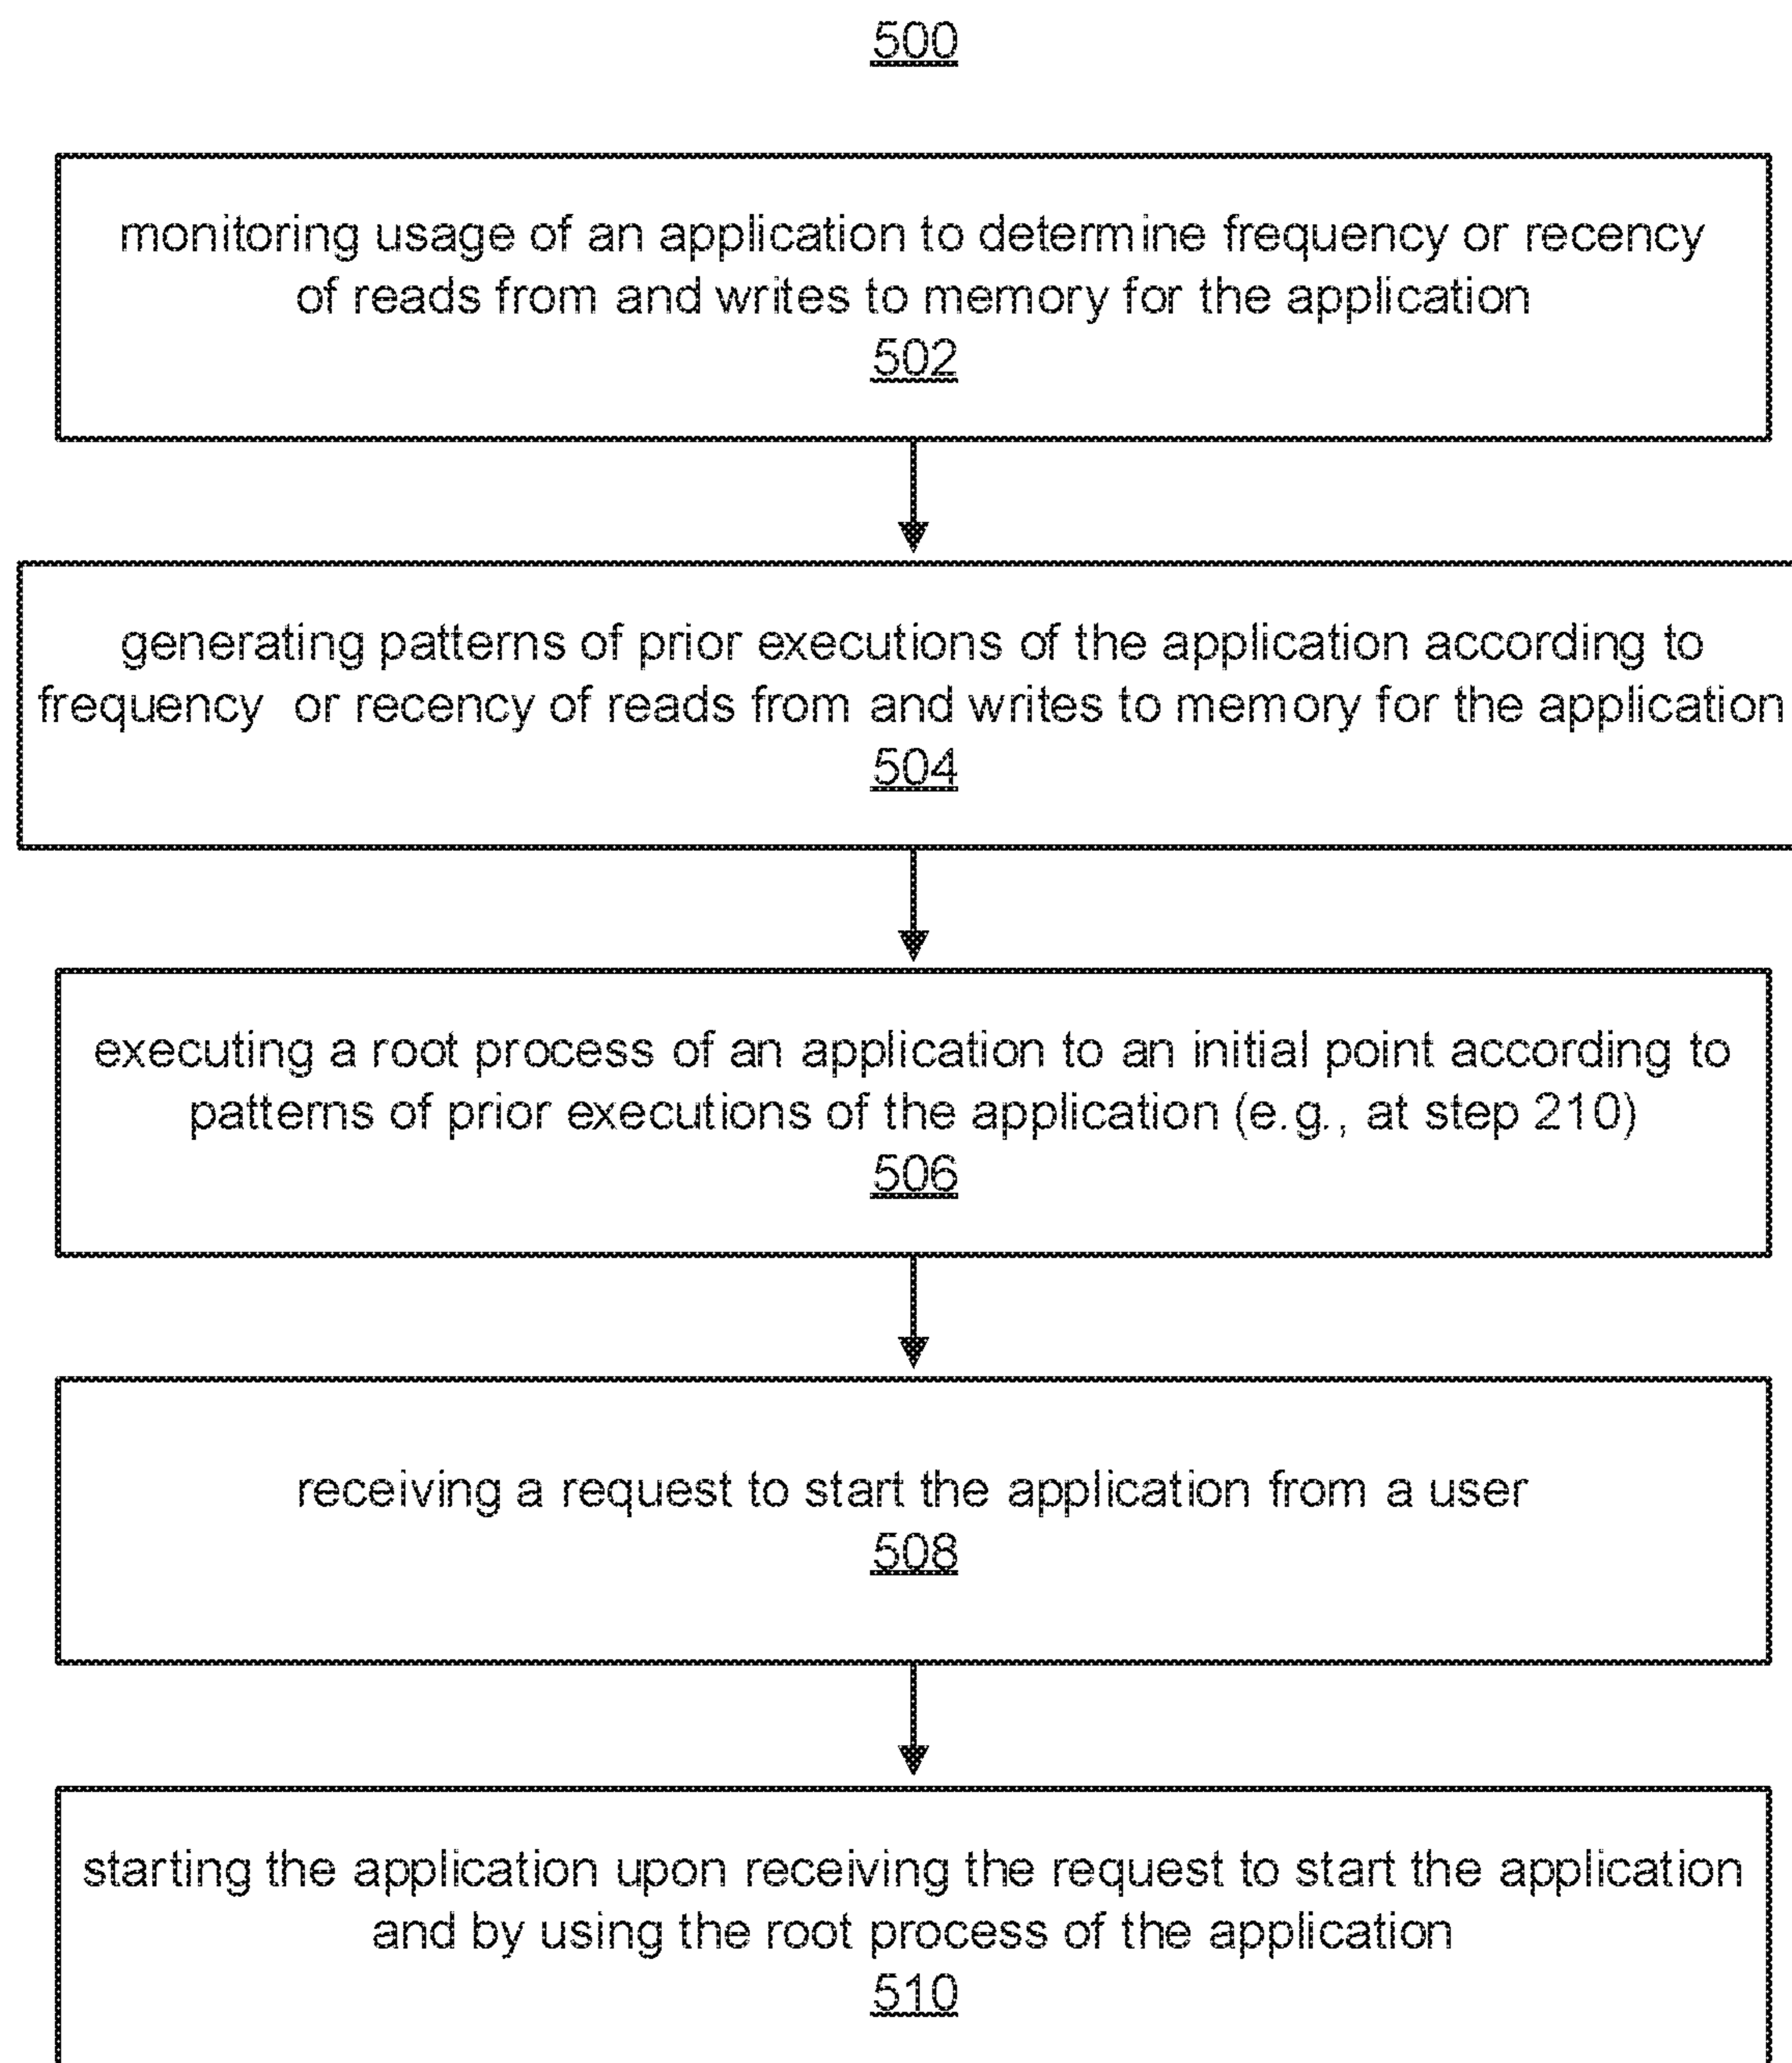 500
monitoring usage of an application to determine frequency or recency
of reads from and writes to memory for the application
502
generating patterns of prior executions of the application according to
frequency  or recency of reads from and writes to memory for the application
504
executing a root process of an application to an initial point according to
patterns of prior executions of the application (e.g., at step 210)
506
receiving a request to start the application from a user
508
starting the application upon receiving the request to start the application
and by using the root process of the application
510